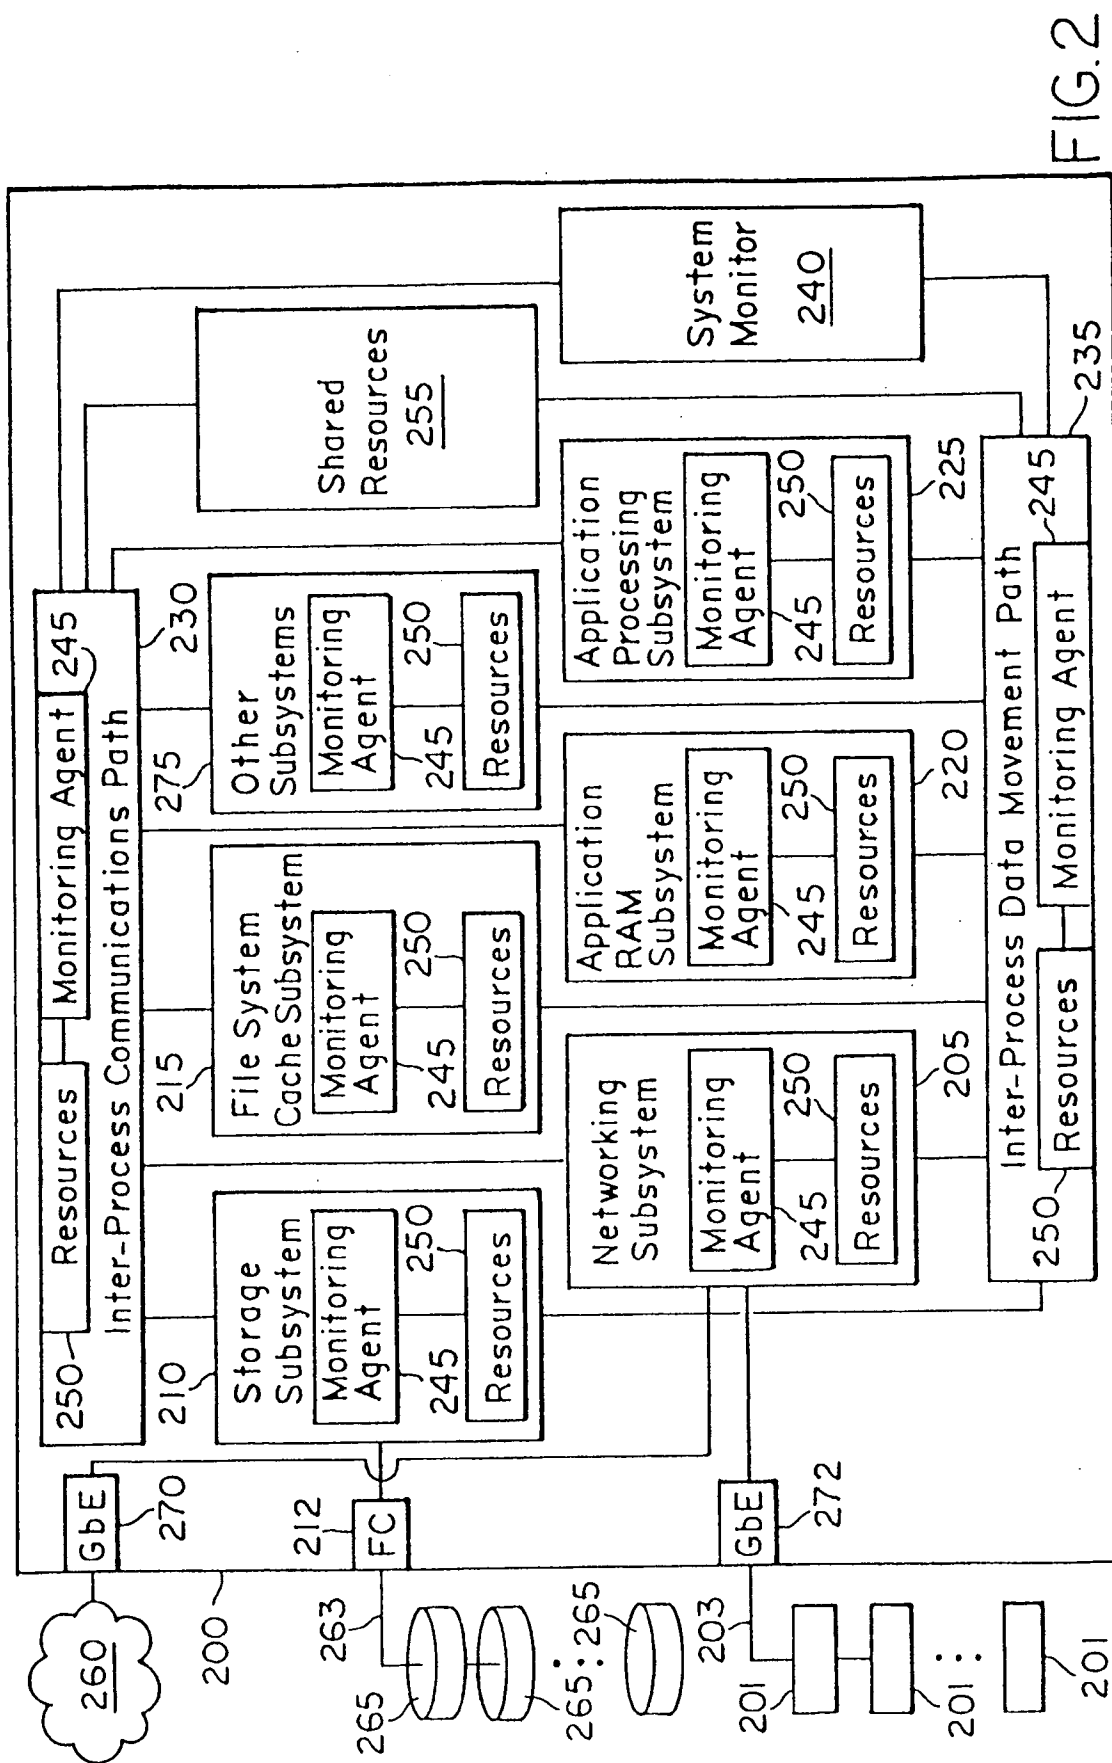 260
200
GbE
270
250
Resources
Monitoring Agent
245
Inter-Process Communications Path
230
210
Storage
Subsystem
Monitoring
Agent
245
250
Resources
215
File System
Cache Subsystem
Monitoring
Agent
245
250
Resources
275
Other
Subsystems
Monitoring
Agent
245
250
Resources
Shared
Resources
255
System
Monitor
240
212
FC
263
265
265
265
GbE
272
203
201
201
201
Networking
Subsystem
Monitoring
Agent
245
250
Resources
205
Application
RAM
Subsystem
Monitoring
Agent
245
250
Resources
220
Application
Processing
Subsystem
Monitoring
Agent
245
250
Resources
225
Inter-Process Data Movement Path
235
250
Resources
Monitoring Agent
245
FIG.2